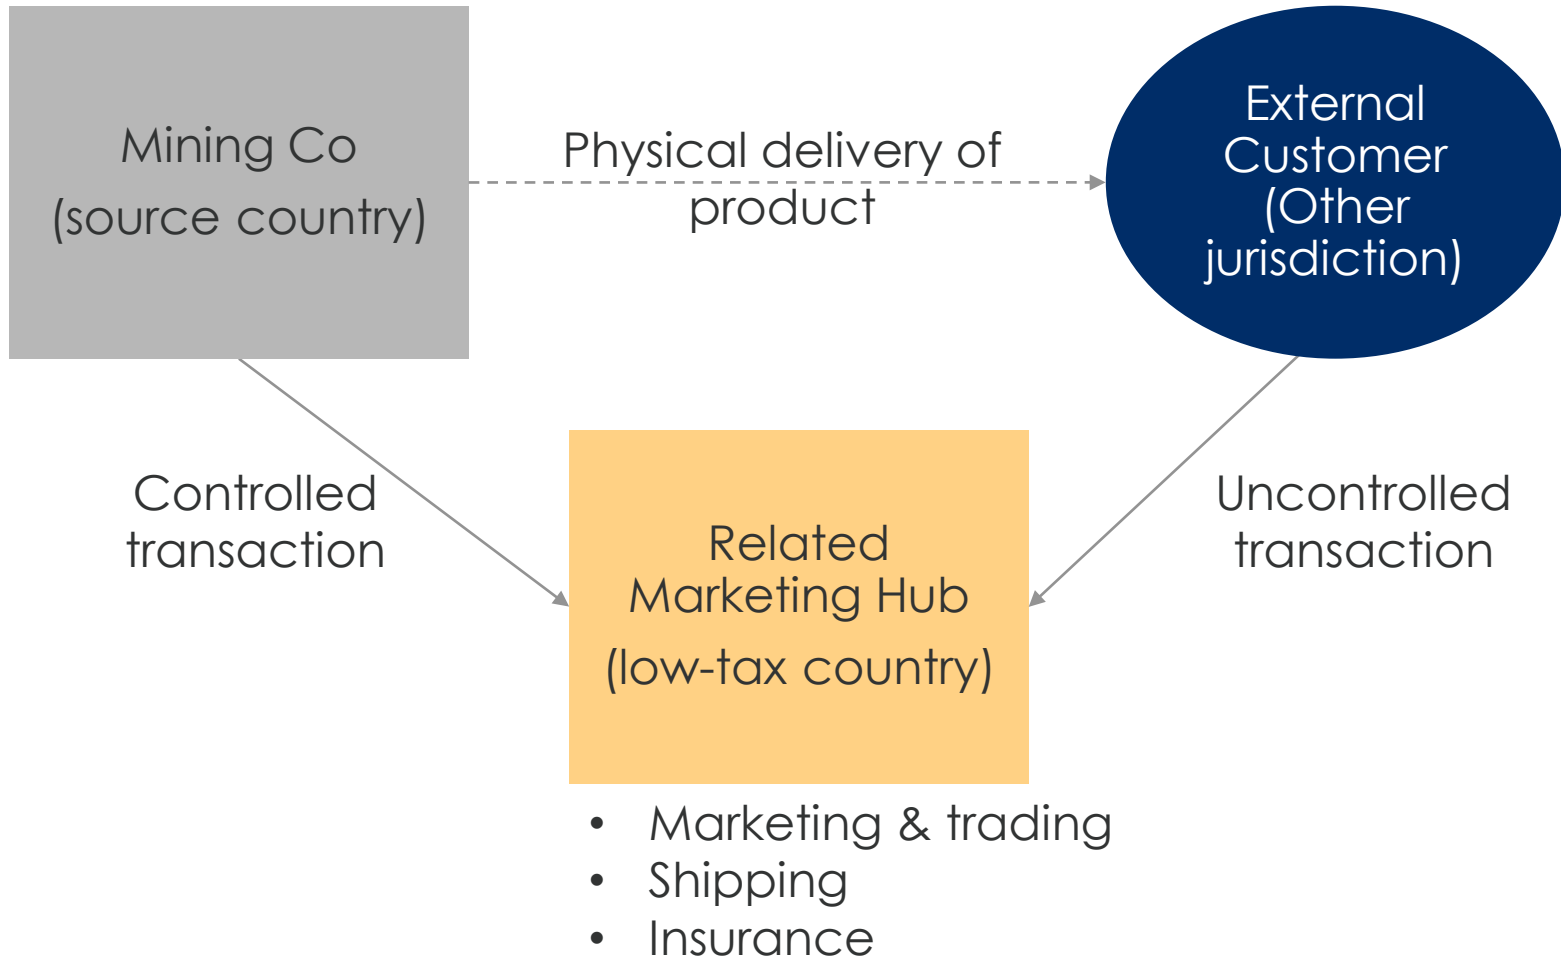 Mining Co
(source country)
Physical delivery of
product
External
Customer
(Other
jurisdiction)
Controlled
transaction
Related
Marketing Hub
(low-tax country)
Uncontrolled
transaction
• Marketing & trading
• Shipping
• Insurance